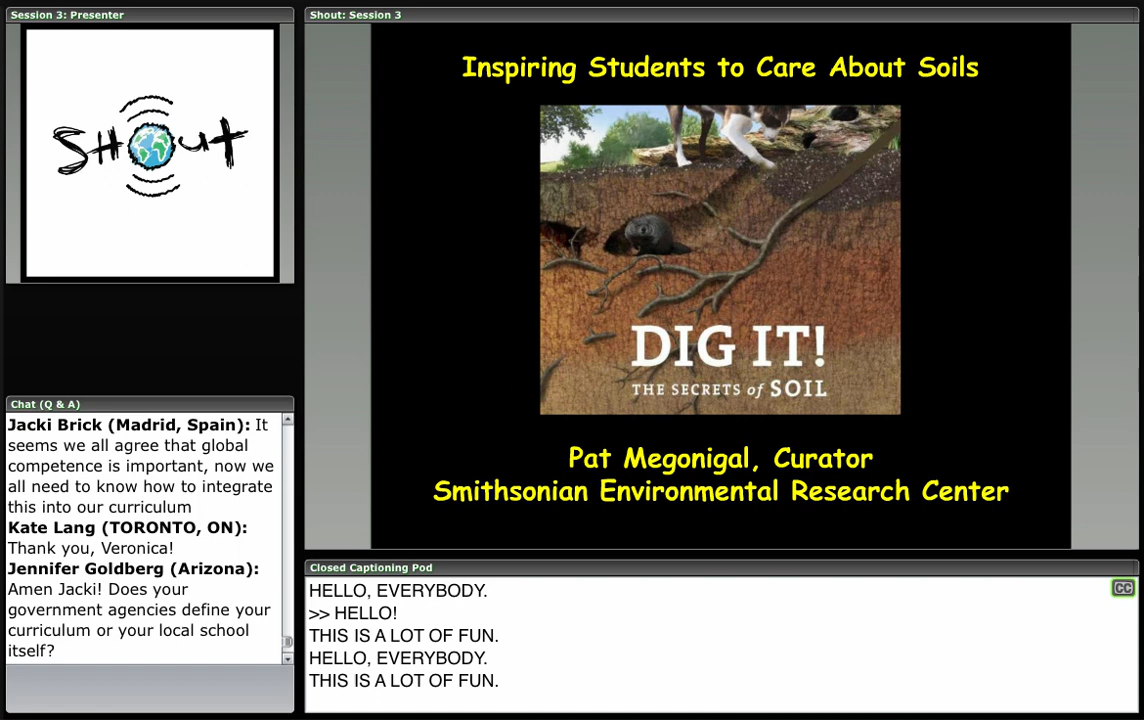 Session 3: Presenter
SHOut
Chat (Q & A)
Jacki Brick (Madrid, Spain): It
seems we all agree that global
competence is important, now we
all need to know how to integrate
this into our curriculum
Kate Lang (TORONTO, ON):
Thank you, Veronica!
Jennifer Goldberg (Arizona):
Amen Jacki! Does your
government agencies define your
curriculum or your local school
itself?
Shout: Session 3
Inspiring Students to Care About Soils
DIG IT!
THE SECRETS of SOIL
Pat Megonigal, Curator
Smithsonian Environmental Research Center
Closed Captioning Pod
CC
HELLO, EVERYBODY.
>> HELLO!
THIS IS A LOT OF FUN.
HELLO, EVERYBODY.
THIS IS A LOT OF FUN.